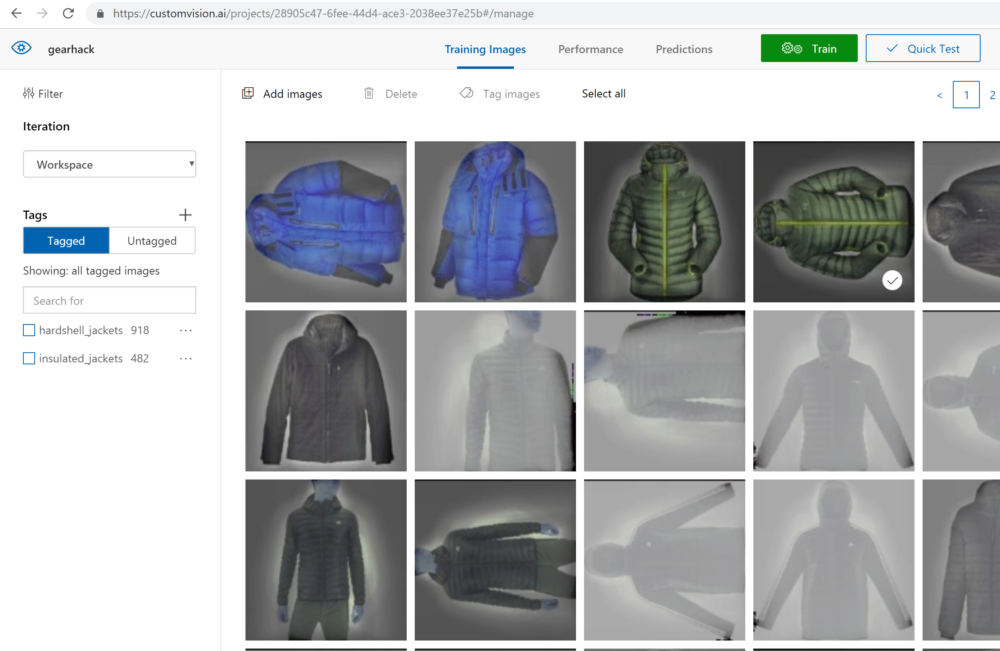 https://customvision.ai/projects/28905c47-6fee-44d4-ace3-2038ee37e25b#/manage
gearhack
Training Images
Performance
Predictions
Train
Quick Test
Filter
Add images
Delete
Tag images
Select all
<
1
2
Iteration
Workspace
Tags
Tagged
Untagged
Showing: all tagged images
Search for
hardshell_jackets 918
insulated_jackets 482